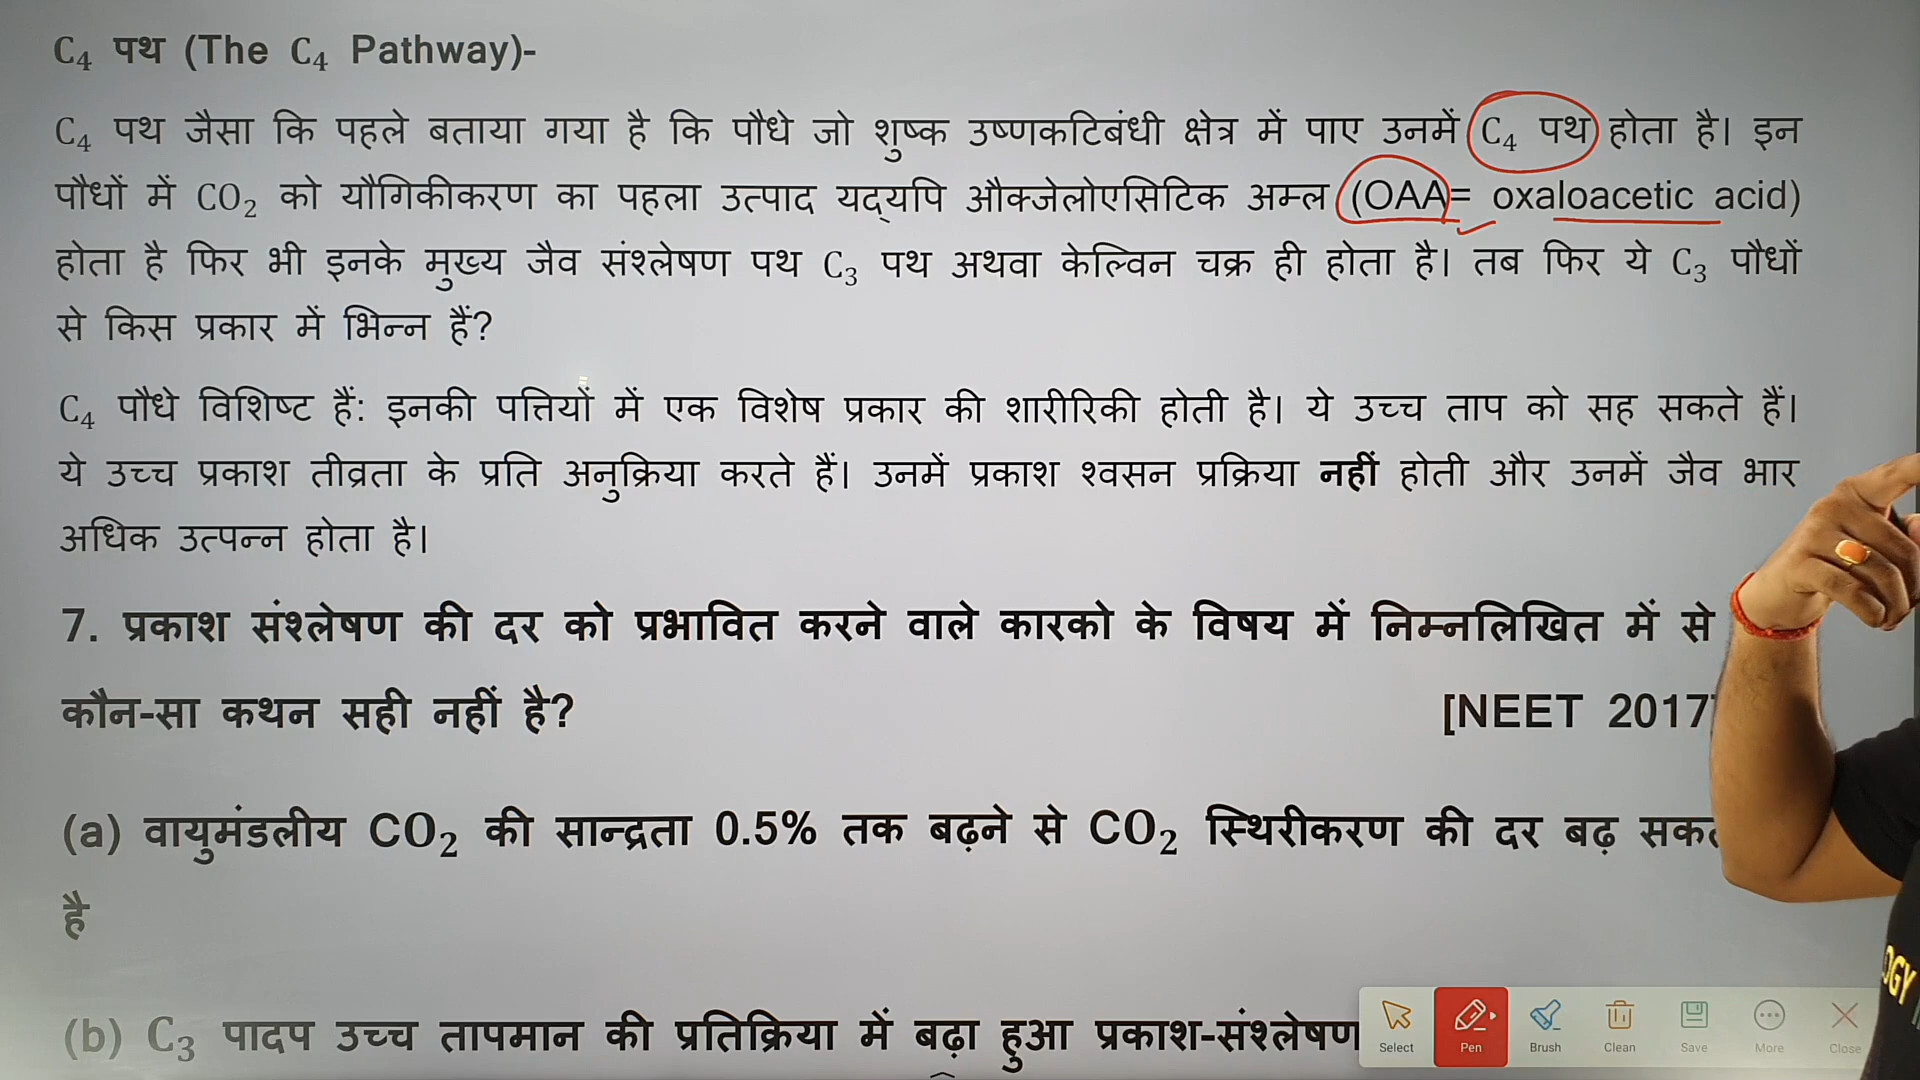 C₄ पथ (The C₄ Pathway)-
C₄ पथ जैसा कि पहले बताया गया है कि पौधे जो शुष्क उष्णकटिबंधी क्षेत्र में पाए उनमें C₄ पथ होता है। इन
पौधों में CO₂ को यौगिकीकरण का पहला उत्पाद यद्यपि औक्जेलोएसिटिक अम्ल (OAA= oxaloacetic acid)
होता है फिर भी इनके मुख्य जैव संश्लेषण पथ C₃ पथ अथवा केल्विन चक्र ही होता है। तब फिर ये C₃ पौधों
से किस प्रकार में भिन्न हैं?
C₄ पौधे विशिष्ट हैं: इनकी पत्तियों में एक विशेष प्रकार की शारीरिकी होती है। ये उच्च ताप को सह सकते हैं।
ये उच्च प्रकाश तीव्रता के प्रति अनुक्रिया करते हैं। उनमें प्रकाश श्वसन प्रक्रिया नहीं होती और उनमें जैव भार
अधिक उत्पन्न होता है।
7. प्रकाश संश्लेषण की दर को प्रभावित करने वाले कारको के विषय में निम्नलिखित में से
कौन-सा कथन सही नहीं है? [NEET 2017
(a) वायुमंडलीय CO₂ की सान्द्रता 0.5% तक बढ़ने से CO₂ स्थिरीकरण की दर बढ़
है
(b) C₃ पादप उच्च तापमान की प्रतिक्रिया में बढ़ा हुआ प्रकाश-संश्लेषण
Select Pen Brush Clean Save More Close
OGY